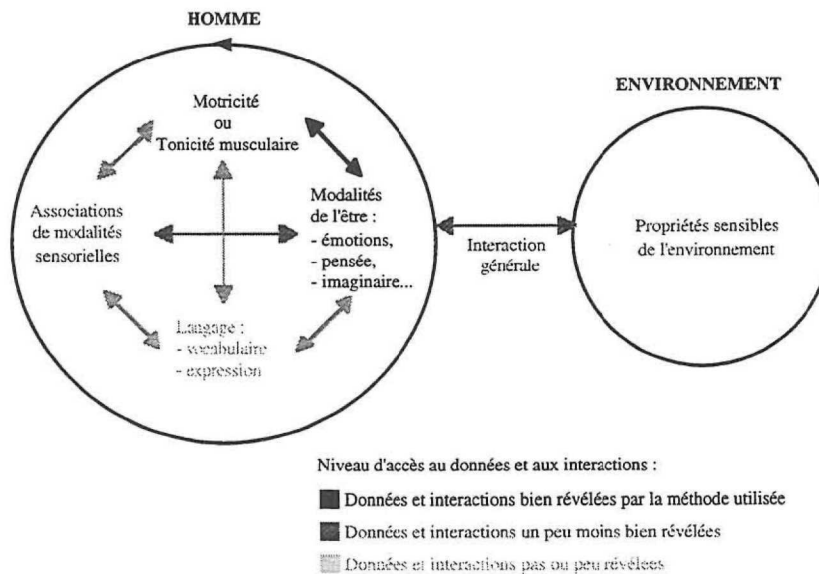 HOMME
Motricité
ou
Tonicité musculaire
Associations
de modalités
sensorielles
Modalités
de l'être :
- émotions,
- pensée,
- imaginaire...
Langage :
- vocabulaire
- expression
Interaction
générale
ENVIRONNEMENT
Propriétés sensibles
de l'environnement
Niveau d'accès au données et aux interactions :
Données et interactions bien révélées par la méthode utilisée
Données et interactions un peu moins bien révélées
Données et interactions pas ou peu révélées